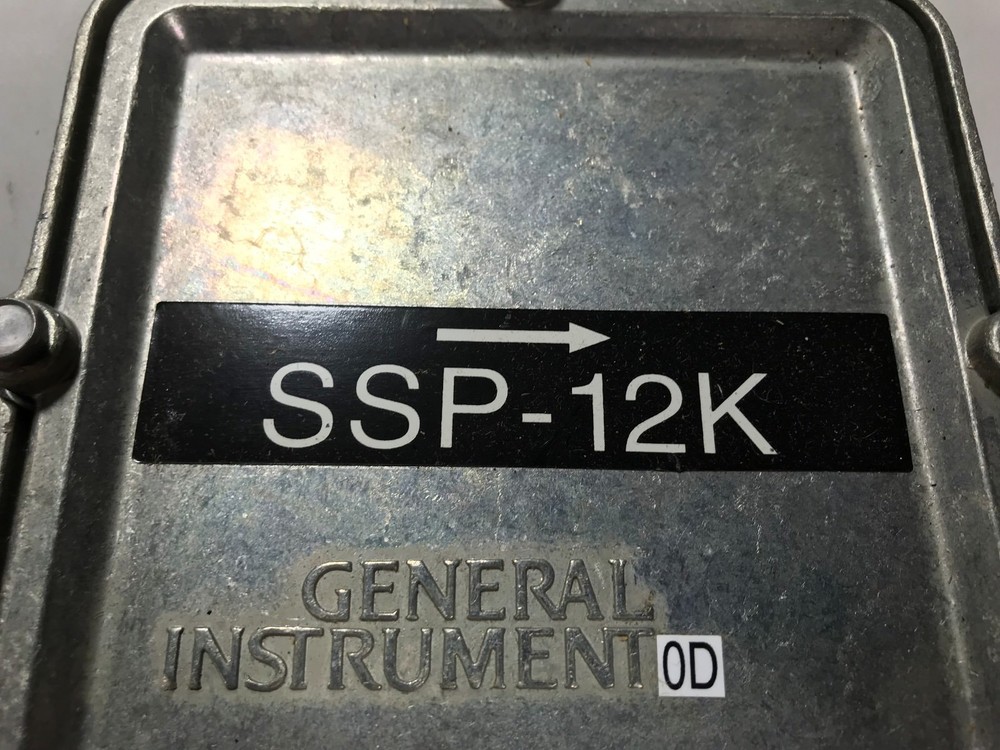 SSP-12K
GENERAL
INSTRUMENT
0D